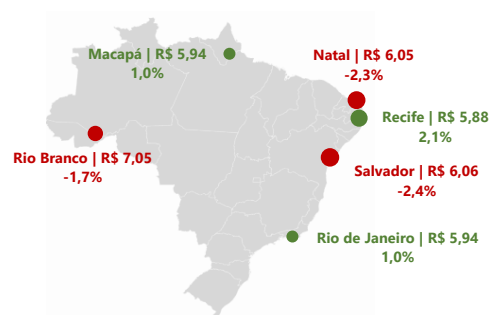 Macapá | R$ 5,94
1,0%
Natal | R$ 6,05
-2,3%
Recife | R$ 5,88
2,1%
Rio Branco | R$ 7,05
-1,7%
Salvador | R$ 6,06
-2,4%
Rio de Janeiro | R$ 5,94
1,0%